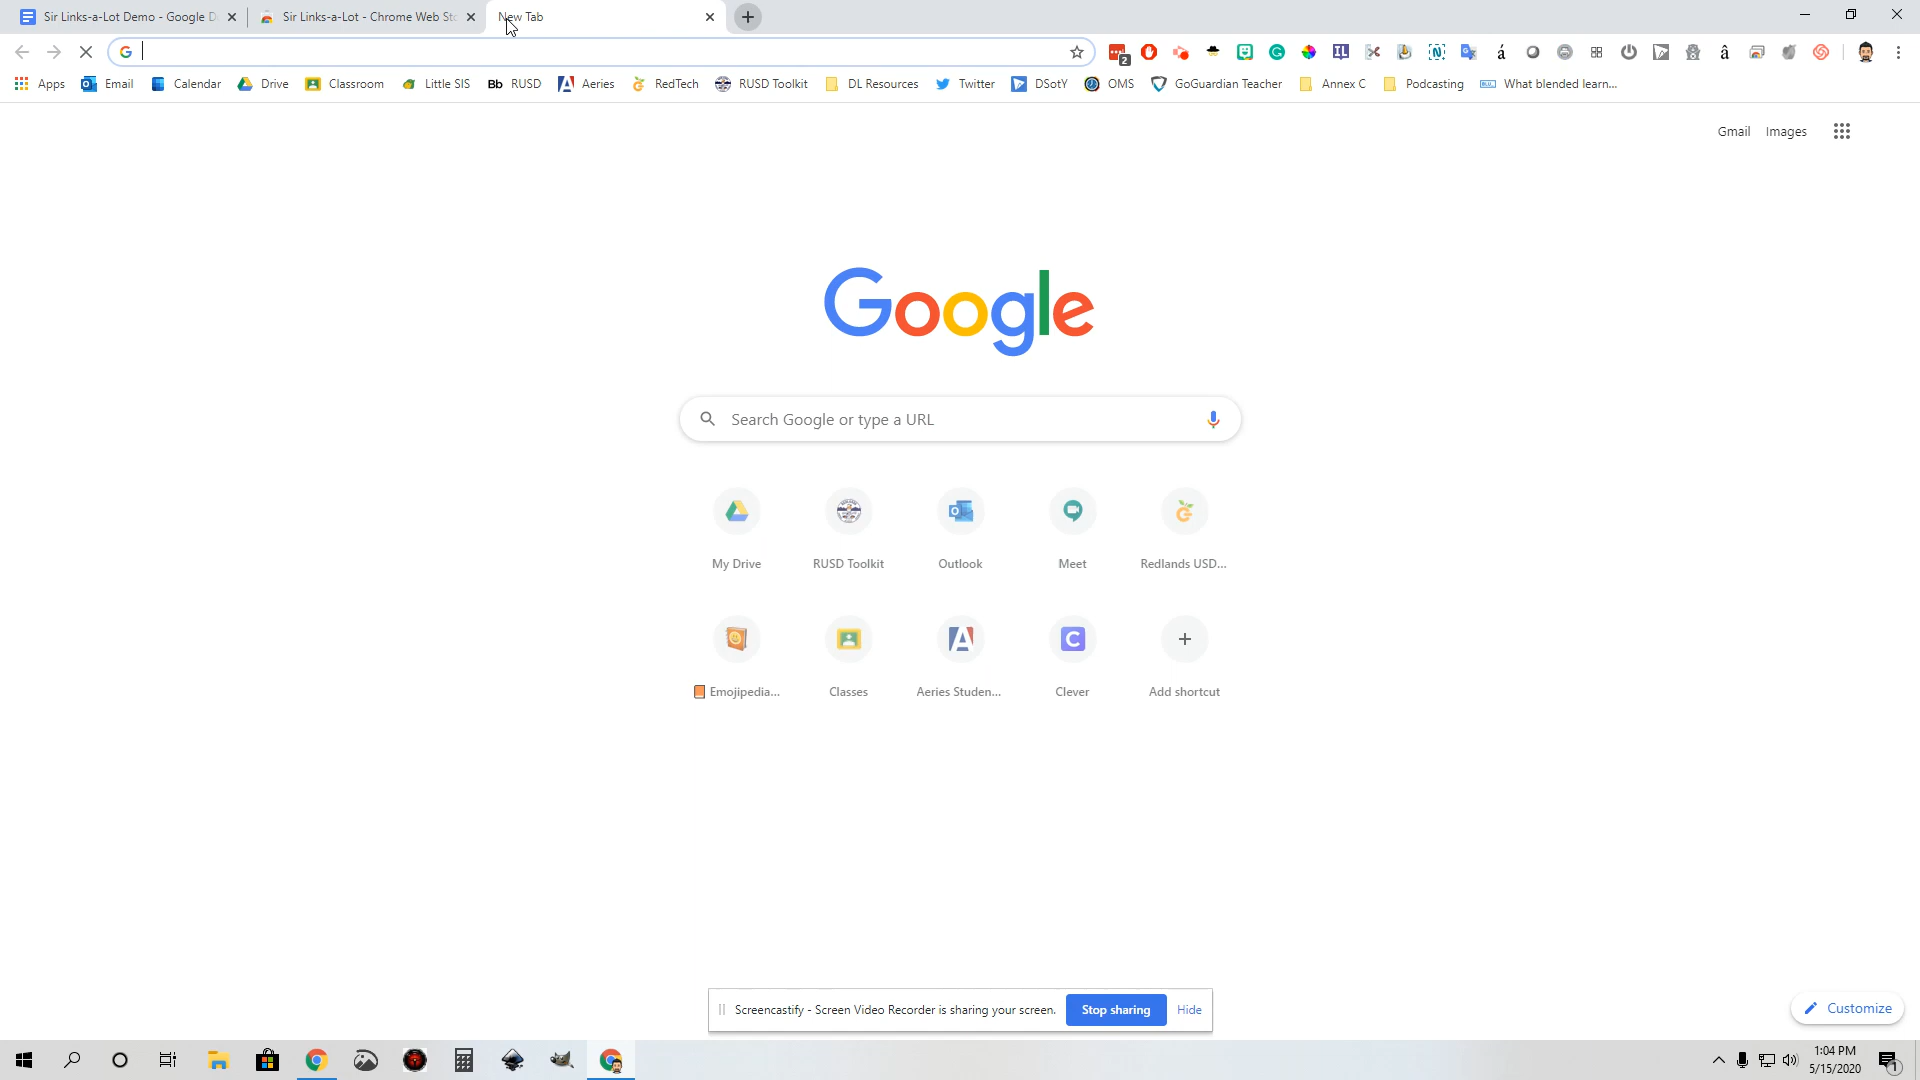 Sir Links-a-Lot Demo - Google D
Sir Links-a-Lot - Chrome Web Sto
New Tab
2
Apps
Email
Calendar
Drive
Classroom
Little SIS
Bb RUSD
Aeries
RedTech
RUSD Toolkit
DL Resources
Twitter
DSotY
OMS
GoGuardian Teacher
Annex C
Podcasting
What blended learn...
Gmail
Images
Google
Search Google or type a URL
My Drive
RUSD Toolkit
Outlook
Meet
Redlands USD...
Emojipedia...
Classes
Aeries Studen...
Clever
Add shortcut
Screencastify - Screen Video Recorder is sharing your screen.
Stop sharing
Hide
Customize
1:04 PM
5/15/2020
1